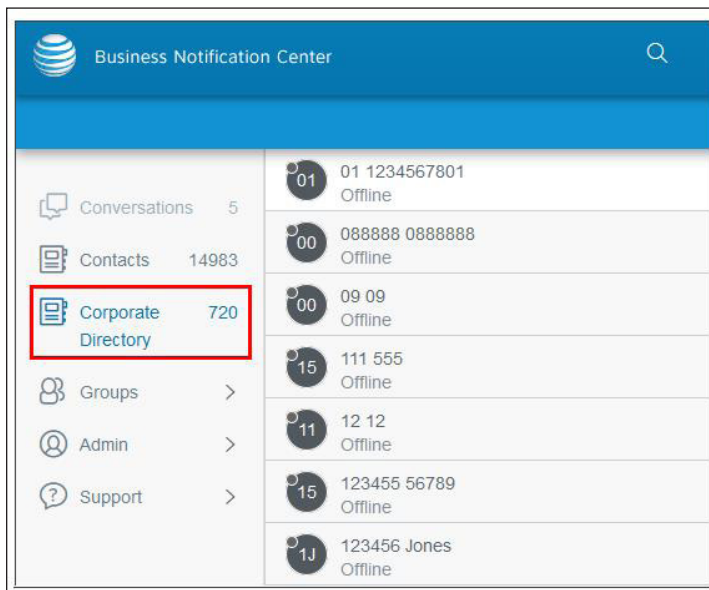 Business Notification Center
Conversations 5
Contacts 14983
Corporate 720
Directory
Groups
Admin
Support
01 01 1234567801
Offline
00 088888 0888888
Offline
00 09 09
Offline
15 111 555
Offline
11 12 12
Offline
15 123455 56789
Offline
1J 123456 Jones
Offline